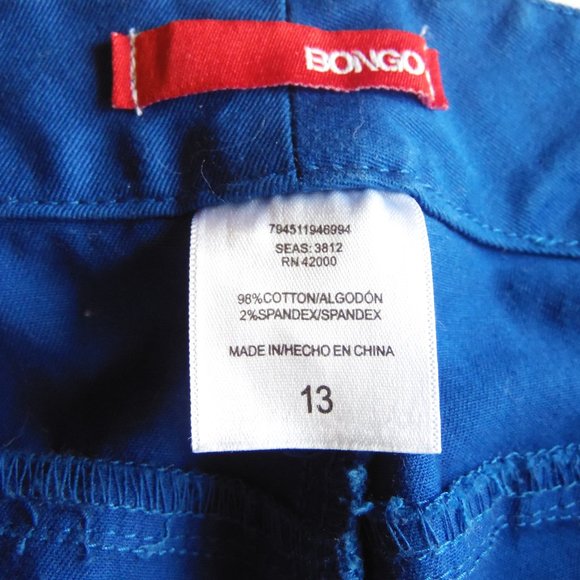 BONGO
794511946994
SEAS: 3812
RN 42000
98%COTTON/ALGODÓN
2%SPANDEX/SPANDEX
MADE IN/HECHO EN CHINA
13